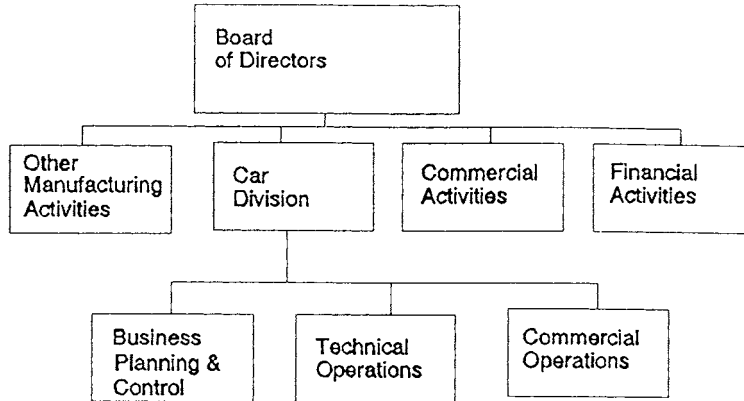 Board
of Directors
Other
Manufacturing
Activities
Car
Division
Commercial
Activities
Financial
Activities
Business
Planning &
Control
Technical
Operations
Commercial
Operations